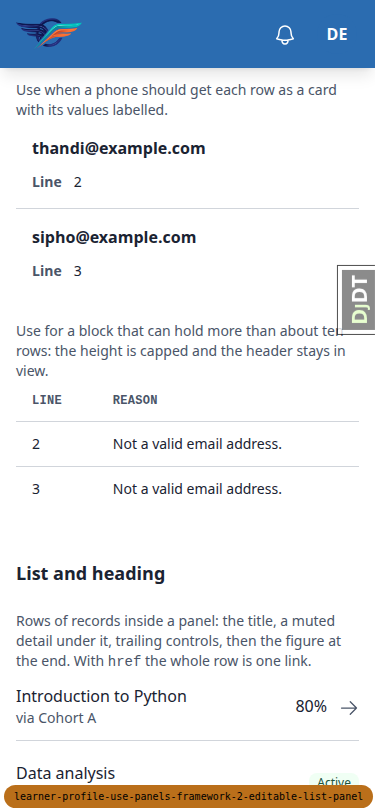 DE
Use when a phone should get each row as a card
with its values labelled.
thandi@example.com
Line 2
sipho@example.com
Line 3
DjDT
Use for a block that can hold more than about ten
rows: the height is capped and the header stays in
view.
LINE REASON
2 Not a valid email address.
3 Not a valid email address.
List and heading
Rows of records inside a panel: the title, a muted
detail under it, trailing controls, then the figure at
the end. With href the whole row is one link.
Introduction to Python
80%
via Cohort A
Data analysis
Active
learner-profile-use-panels-framework-2-editable-list-panel